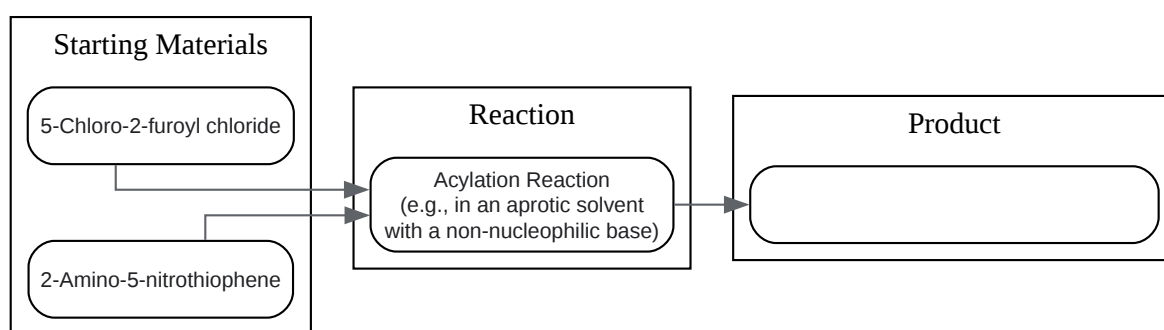 Starting Materials
5-Chloro-2-furoyl chloride
2-Amino-5-nitrothiophene
Reaction
Acylation Reaction
(e.g., in an aprotic solvent
with a non-nucleophilic base)
Product